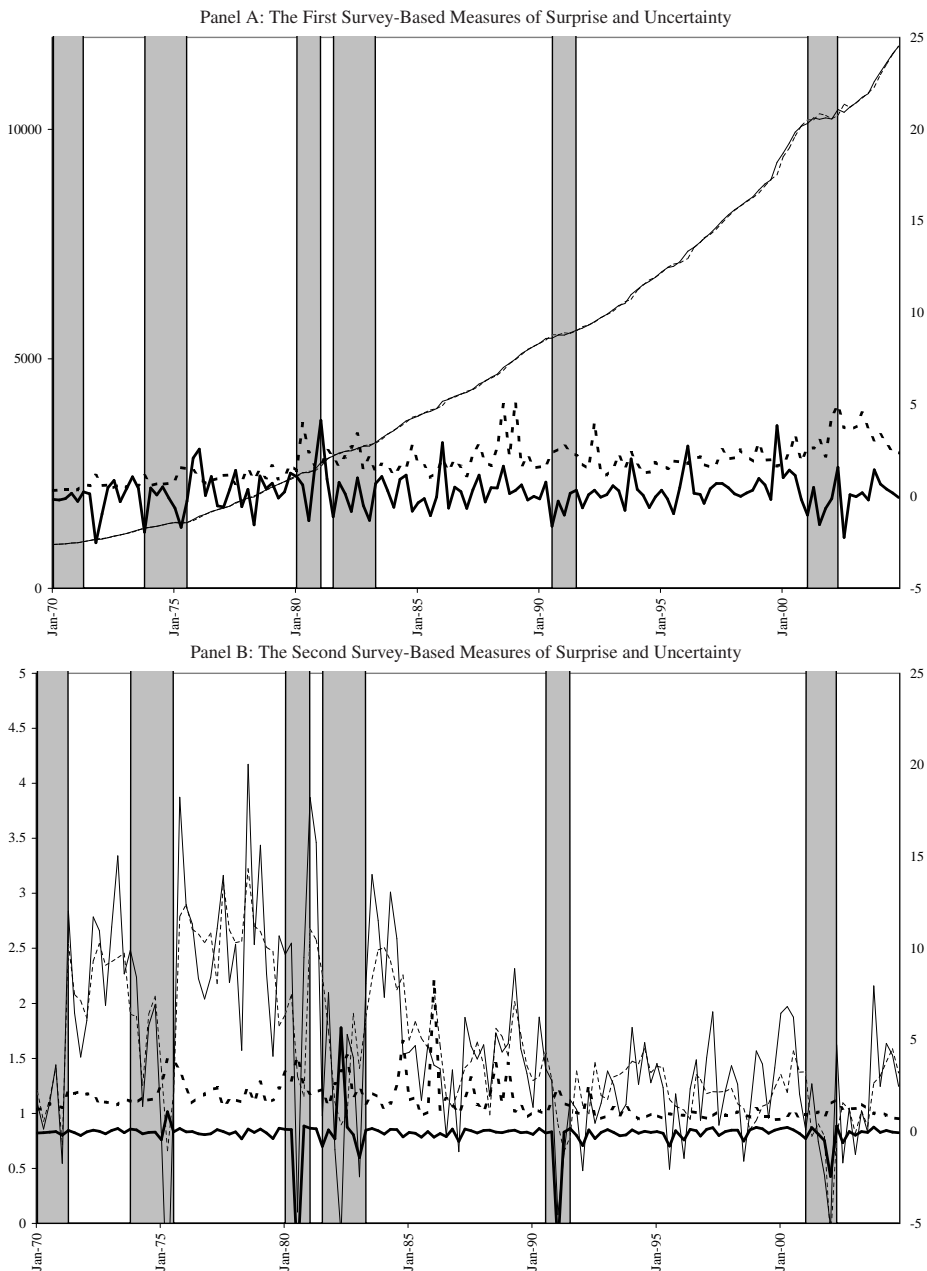 Panel A: The First Survey-Based Measures of Surprise and Uncertainty
25
20
15
10
5
0
-5
10000
5000
0
Jan-70
Jan-75
Jan-80
Jan-85
Jan-90
Jan-95
Jan-00
Panel B: The Second Survey-Based Measures of Surprise and Uncertainty
5
4.5
4
3.5
3
2.5
2
1.5
1
0.5
0
25
20
15
10
5
0
-5
Jan-70
Jan-75
Jan-80
Jan-85
Jan-90
Jan-95
Jan-00